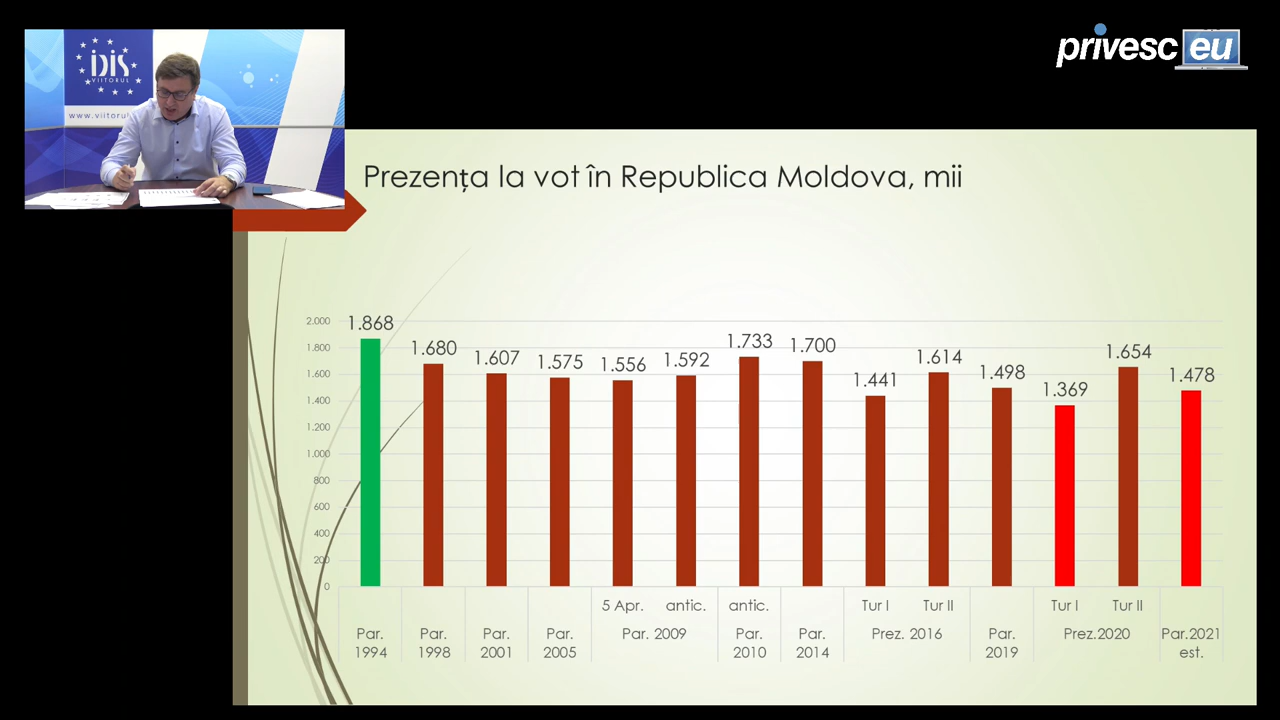 privesc eu
IDIS
VIITORUL
www.viitorul
Prezența la vot în Republica Moldova, mii
2.000
1.800
1.600
1.400
1.200
1.000
800
600
400
200
0
1.868
1.680
1.607
1.575
1.556
1.592
1.733
1.700
1.441
1.614
1.498
1.369
1.654
1.478
5 Apr. antic. antic. Tur I Tur II Tur I Tur II
Par. 1994
Par. 1998
Par. 2001
Par. 2005
Par. 2009
Par. 2010
Par. 2014
Prez. 2016
Par. 2019
Prez.2020
Par.2021 est.